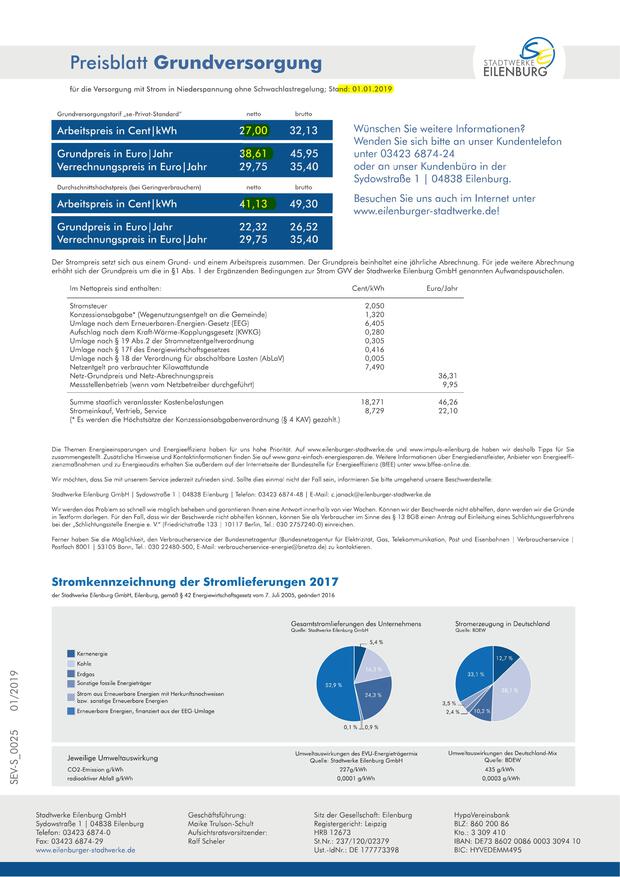 Preisblatt Grundversorgung
STADTWERKE
EILENBURG
für die Versorgung mit Strom in Niederspannung ohne Schwachlastregelung; Stand: 01.01.2019
Grundversorgungstarif „se-Privat-Standard“ netto brutto
Arbeitspreis in Cent|kWh 27,00 32,13
Grundpreis in Euro|Jahr 38,61 45,95
Verrechnungspreis in Euro|Jahr 29,75 35,40
Durchschnittshöchstpreis (bei Geringverbrauchern) netto brutto
Arbeitspreis in Cent|kWh 41,13 49,30
Grundpreis in Euro|Jahr 22,32 26,52
Verrechnungspreis in Euro|Jahr 29,75 35,40
Wünschen Sie weitere Informationen?
Wenden Sie sich bitte an unser Kundentelefon
unter 03423 6874-24
oder an unser Kundenbüro in der
Sydowstraße 1 | 04838 Eilenburg.
Besuchen Sie uns auch im Internet unter
www.eilenburger-stadtwerke.de!
Der Strompreis setzt sich aus einem Grund- und einem Arbeitspreis zusammen. Der Grundpreis beinhaltet eine jährliche Abrechnung. Für jede weitere Abrechnung
erhöht sich der Grundpreis um die in §1 Abs. 1 der Ergänzenden Bedingungen zur Strom GVV der Stadtwerke Eilenburg GmbH genannten Aufwandspauschalen.
Im Nettopreis sind enthalten: Cent/kWh Euro/Jahr
Stromsteuer 2,050
Konzessionsabgabe* (Wegenutzungsentgelt an die Gemeinde) 1,320
Umlage nach dem Erneuerbaren-Energien-Gesetz (EEG) 6,405
Aufschlag nach dem Kraft-Wärme-Kopplungsgesetz (KWKG) 0,280
Umlage nach § 19 Abs.2 der Stromnetzentgeltverordnung 0,305
Umlage nach § 17f des Energiewirtschaftsgesetzes 0,416
Umlage nach § 18 der Verordnung für abschaltbare Lasten (AbLaV) 0,005
Netzentgelt pro verbrauchter Kilowattstunde 7,490
Netz-Grundpreis und Netz-Abrechnungspreis 36,31
Messstellenbetrieb (wenn vom Netzbetreiber durchgeführt) 9,95
Summe staatlich veranlasster Kostenbelastungen 18,271 46,26
Stromeinkauf, Vertrieb, Service 8,729 22,10
(* Es werden die Höchstsätze der Konzessionsabgabenverordnung (§ 4 KAV) gezahlt.)
Die Themen Energieeinsparungen und Energieeffizienz haben für uns hohe Priorität. Auf www.eilenburger-stadtwerke.de und www.impuls-eilenburg.de haben wir deshalb Tipps für Sie
zusammengestellt. Zusätzliche Hinweise und Kontaktinformationen finden Sie auf www.ganz-einfach-energiesparen.de. Weitere Informationen über Energiedienstleister, Anbieter von Energieeffi-
zienzmaßnahmen und zu Energieaudits erhalten Sie außerdem auf der Internetseite der Bundesstelle für Energieeffizienz (BfEE) unter www.bffee-online.de.
Wir möchten, dass Sie mit unserem Service jederzeit zufrieden sind. Sollte dies einmal nicht der Fall sein, informieren Sie bitte umgehend unsere Beschwerdestelle:
Stadtwerke Eilenburg GmbH | Sydowstraße 1 | 04838 Eilenburg | Telefon: 03423 6874-48 | E-Mail: c.janack@eilenburger-stadtwerke.de
Wir werden das Problem so schnell wie möglich beheben und garantieren Ihnen eine Antwort innerhalb von vier Wochen. Können wir der Beschwerde nicht abhelfen, dann werden wir die Gründe
in Textform darlegen. Für den Fall, dass wir der Beschwerde nicht abhelfen können, können Sie als Verbraucher im Sinne des § 13 BGB einen Antrag auf Einleitung eines Schlichtungsverfahrens
bei der „Schlichtungsstelle Energie e. V.“ (Friedrichstraße 133 | 10117 Berlin, Tel.: 030 2757240-0) einreichen.
Ferner haben Sie die Möglichkeit, den Verbraucherservice der Bundesnetzagentur (Bundesnetzagentur für Elektrizität, Gas, Telekommunikation, Post und Eisenbahnen | Verbraucherservice |
Postfach 8001 | 53105 Bonn, Tel.: 030 22480-500, E-Mail: verbraucherservice-energie@bnetza.de) zu kontaktieren.
Stromkennzeichnung der Stromlieferungen 2017
der Stadtwerke Eilenburg GmbH, Eilenburg, gemäß § 42 Energiewirtschaftsgesetz vom 7. Juli 2005, geändert 2016
Gesamtstromlieferungen des Unternehmens
Quelle: Stadtwerke Eilenburg GmbH
Stromerzeugung in Deutschland
Quelle: BDEW
Kernenergie
Kohle
Erdgas
Sonstige fossile Energieträger
Strom aus Erneuerbare Energien mit Herkunftsnachweisen
bzw. sonstige Erneuerbare Energien
Erneuerbare Energien, finanziert aus der EEG-Umlage
5,4 %
52,9 %
24,3 %
0,1 %
0,9 %
12,7 %
33,1 %
3,5 %
2,4 %
10,2 %
Jeweilige Umweltauswirkung
CO2-Emission g/kWh
radioaktiver Abfall g/kWh
Umweltauswirkungen des EVU-Energieträgermix
Quelle: Stadtwerke Eilenburg GmbH
227g/kWh
0,0001 g/kWh
Umweltauswirkungen des Deutschland-Mix
Quelle: BDEW
435 g/kWh
0,0003 g/kWh
SEV-S_0025 01/2019
Stadtwerke Eilenburg GmbH
Sydowstraße 1 | 04838 Eilenburg
Telefon: 03423 6874-0
Fax: 03423 6874-29
www.eilenburger-stadtwerke.de
Geschäftsführung:
Maike Trulson-Schult
Aufsichtsratsvorsitzender:
Ralf Scheler
Sitz der Gesellschaft: Eilenburg
Registergericht: Leipzig
HRB 12673
St.Nr.: 237/120/02379
Ust.-IdNr.: DE 177773398
HypoVereinsbank
BLZ: 860 200 86
Kto.: 3 309 410
IBAN: DE73 8602 0086 0003 3094 10
BIC: HYVEDEMM495